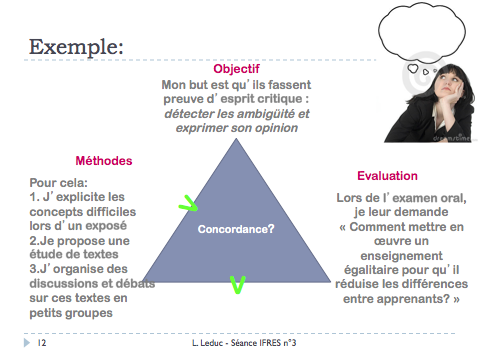 Exemple:
Objectif
Mon but est qu'ils fassent
preuve d'esprit critique :
détecter les ambigüité et
exprimer son opinion
Méthodes
Pour cela:
1. J'explicite les
concepts difficiles
lors d'un exposé
2.Je propose une
étude de textes
3.J'organise des
discussions et débats
sur ces textes en
petits groupes
Concordance?
Evaluation
Lors de l'examen oral,
je leur demande
« Comment mettre en
œuvre un
enseignement
égalitaire pour qu'il
réduise les différences
entre apprenants? »
12
L. Leduc - Séance IFRES n°3